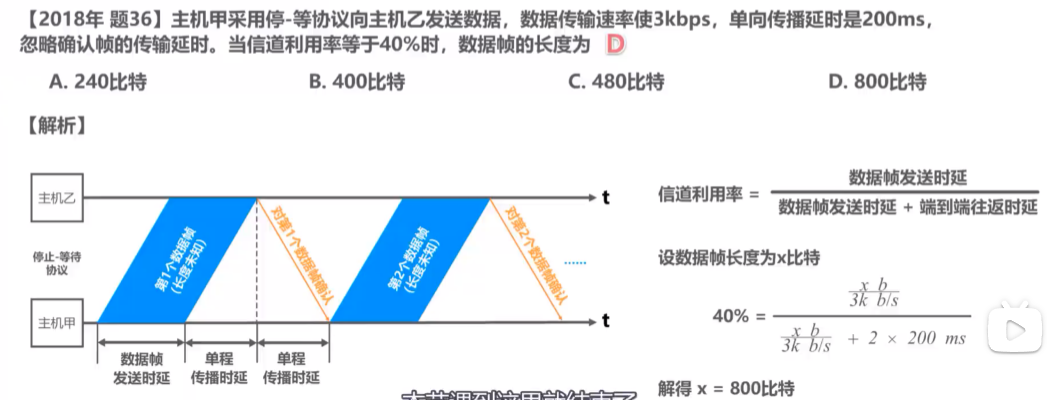 【2018年 题36】主机甲采用停-等协议向主机乙发送数据，数据传输速率使3kbps，单向传播延时是200ms，
忽略确认帧的传输延时。当信道利用率等于40%时，数据帧的长度为 D
A. 240比特 B. 400比特 C. 480比特 D. 800比特
【解析】
主机乙
t
停止-等待
协议
主机甲
t
第1个数据帧
(长度未知)
对第1个数据帧确认
第2个数据帧
(长度未知)
对第2个数据帧确认
......
数据帧
发送时延
单程
传播时延
单程
传播时延
信道利用率 =
数据帧发送时延
数据帧发送时延 + 端到端往返时延
设数据帧长度为x比特
40% =
x b
3k b/s
x b
3k b/s
+ 2 × 200 ms
解得 x = 800比特